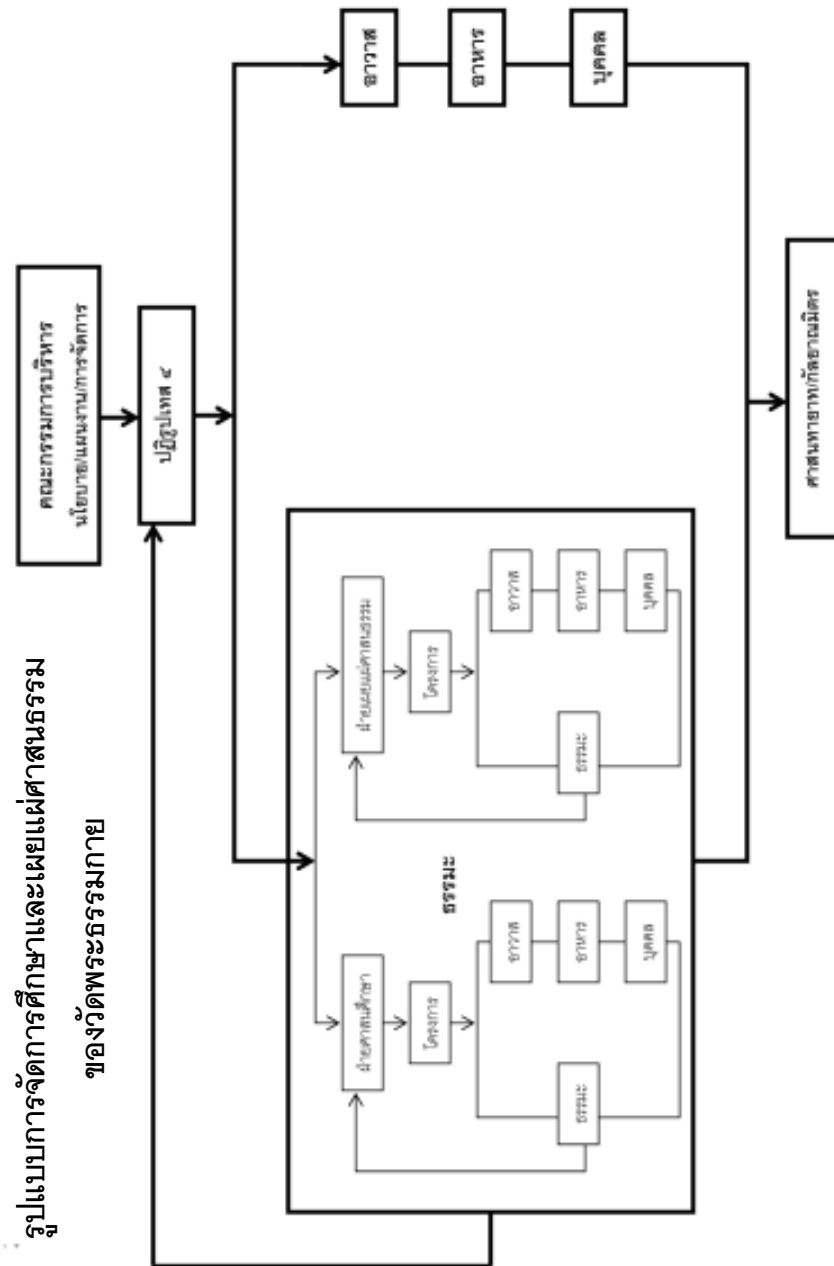 รูปแบบการจัดการศึกษาและเผยแผ่ศาสนธรรม
ของวัดพระธรรมกาย
คณะกรรมการบริหาร
นโยบาย/แผนงาน/การจัดการ
ปฏิรูปเทส ๔
ธรรมะ
ฝ่ายศาสนศึกษา
โครงการ
ธรรมะ
อาวาส
อาหาร
บุคคล
ฝ่ายเผยแผ่ศาสนธรรม
โครงการ
ธรรมะ
อาวาส
อาหาร
บุคคล
อาวาส
อาหาร
บุคคล
ศาสนทายาท/กัลยาณมิตร